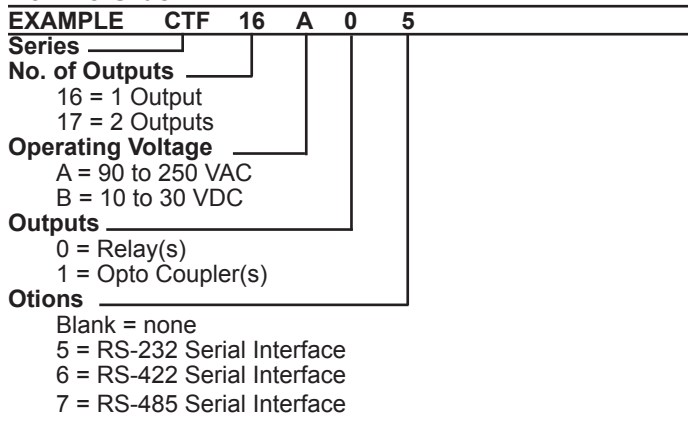 EXAMPLE CTF 16 A 0 5
Series
No. of Outputs
16 = 1 Output
17 = 2 Outputs
Operating Voltage
A = 90 to 250 VAC
B = 10 to 30 VDC
Outputs
0 = Relay(s)
1 = Opto Coupler(s)
Otions
Blank = none
5 = RS-232 Serial Interface
6 = RS-422 Serial Interface
7 = RS-485 Serial Interface